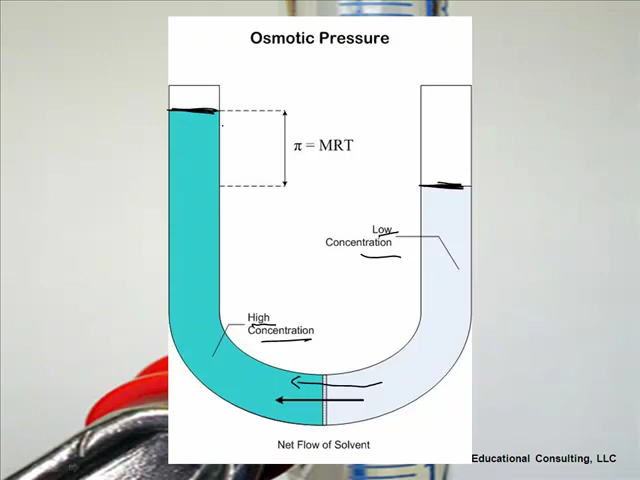 Osmotic Pressure
π = MRT
Low
Concentration
High
Concentration
Net Flow of Solvent
Educational Consulting, LLC